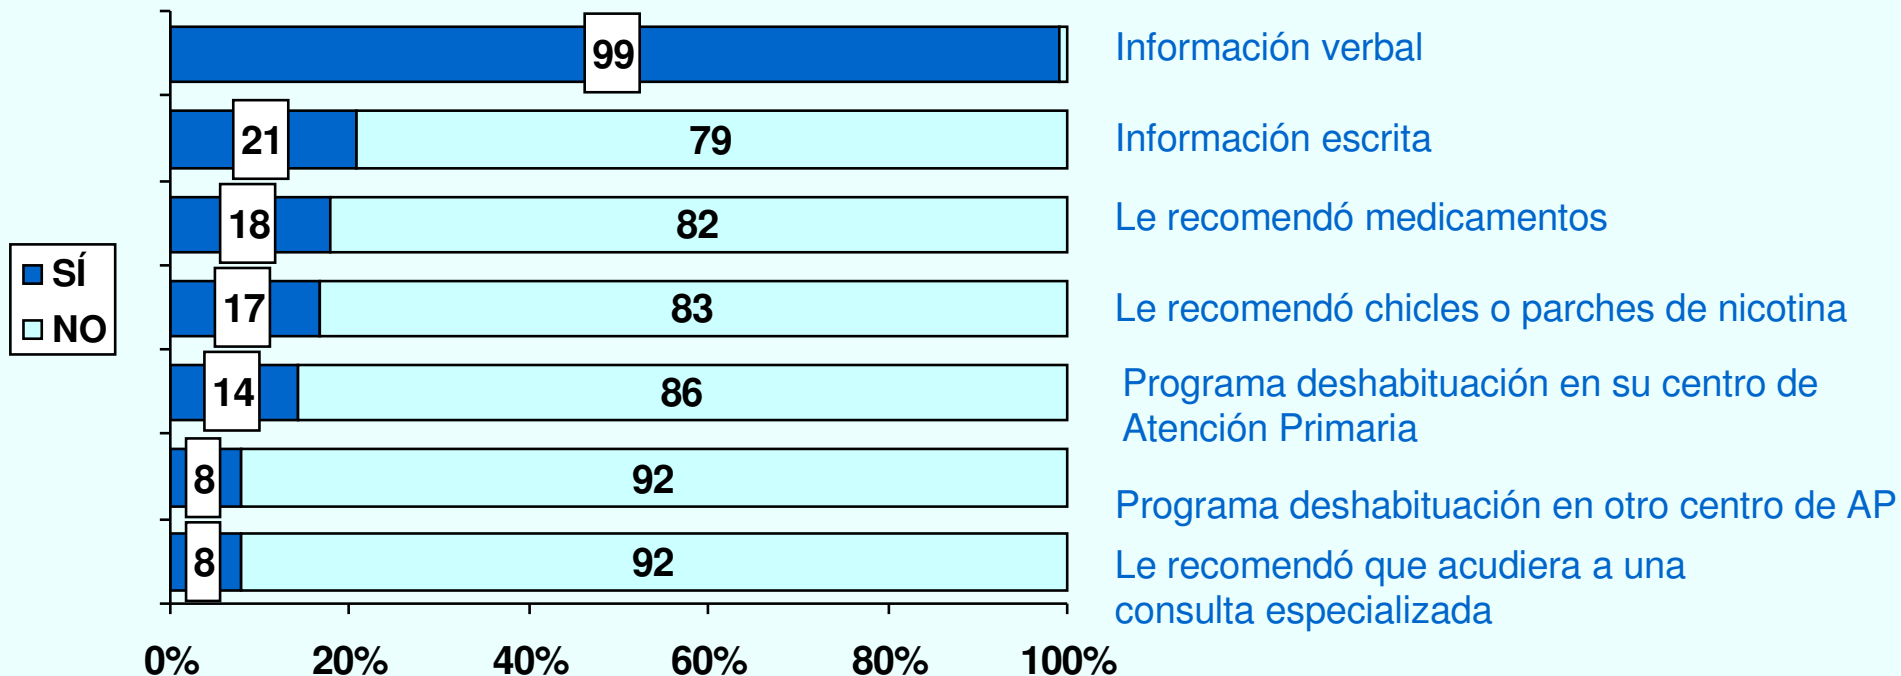 99
Información verbal
21
79
Información escrita
18
82
Le recomendó medicamentos
SÍ
NO
17
83
Le recomendó chicles o parches de nicotina
14
86
Programa deshabituación en su centro de
Atención Primaria
8
92
Programa deshabituación en otro centro de AP
8
92
Le recomendó que acudiera a una
consulta especializada
0%
20%
40%
60%
80%
100%